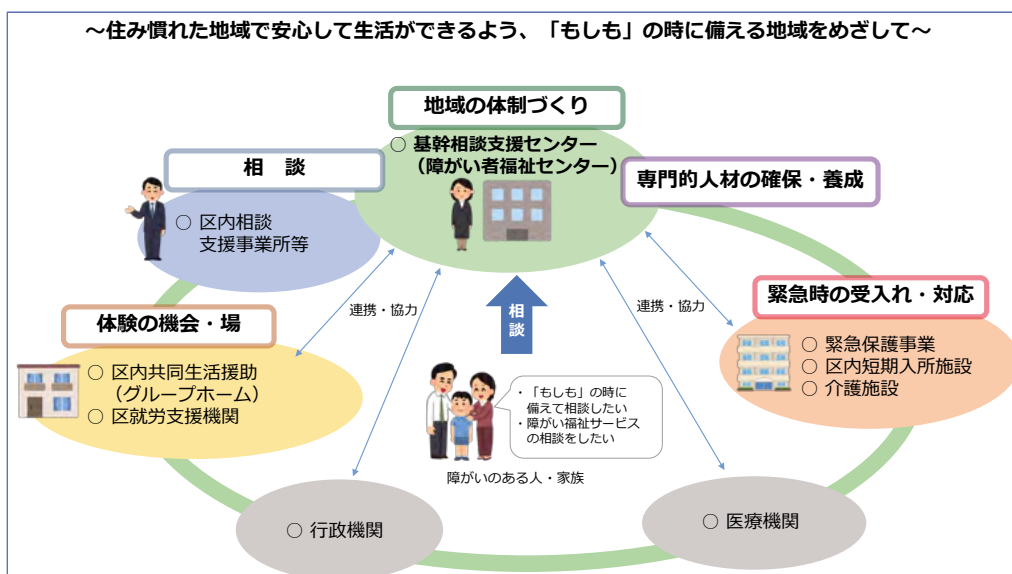 ～住み慣れた地域で安心して生活ができるよう、「もしも」の時に備える地域をめざして～
地域の体制づくり
○ 基幹相談支援センター
（障がい者福祉センター）
相　談
○ 区内相談
支援事業所等
専門的人材の確保・養成
体験の機会・場
○ 区内共同生活援助
（グループホーム）
○ 区就労支援機関
連携・協力
相談
連携・協力
緊急時の受入れ・対応
○ 緊急保護事業
○ 区内短期入所施設
○ 介護施設
・「もしも」の時に
備えて相談したい
・障がい福祉サービス
の相談をしたい
障がいのある人・家族
○ 行政機関
○ 医療機関